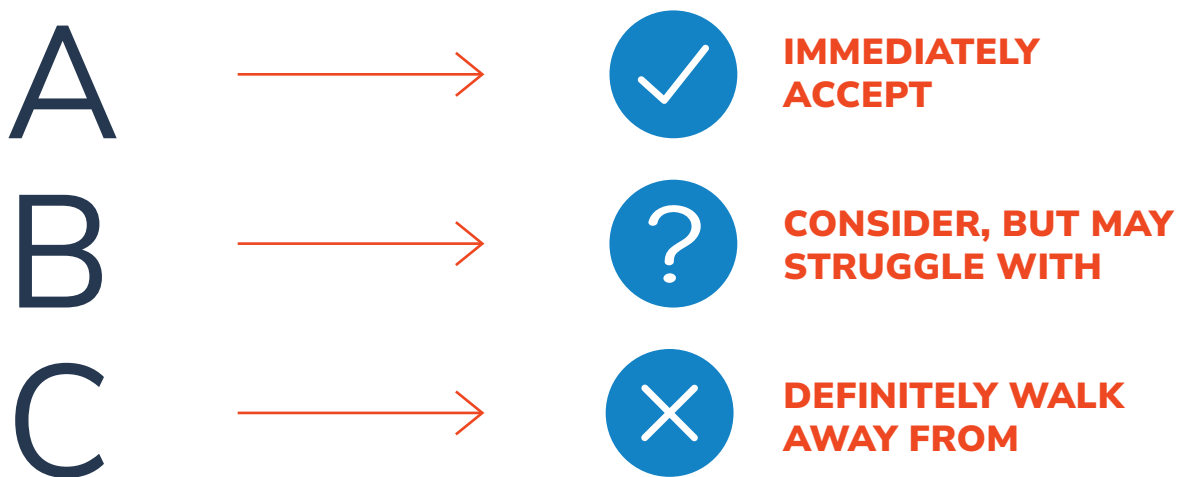 A
IMMEDIATELY
ACCEPT
B
?
CONSIDER, BUT MAY
STRUGGLE WITH
C
DEFINITELY WALK
AWAY FROM